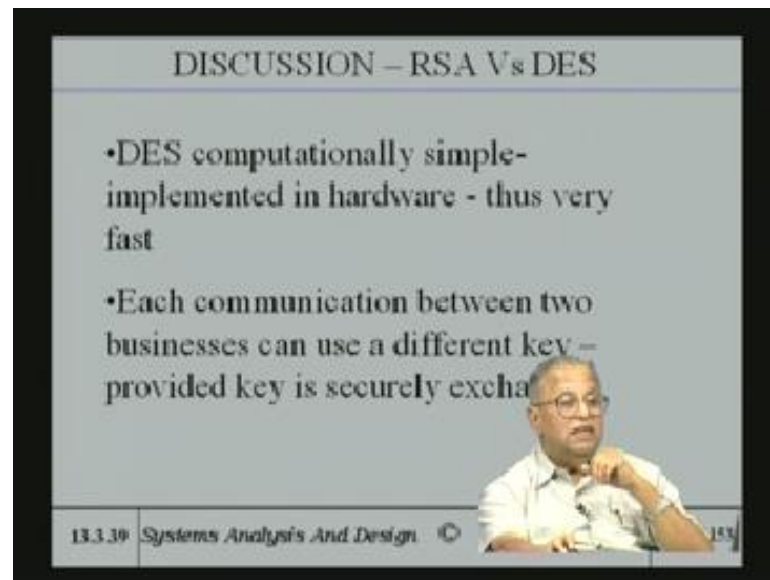 DISCUSSION – RSA Vs DES
•DES computationally simple-
implemented in hardware - thus very
fast
•Each communication between two
businesses can use a different key –
provided key is securely excha
13.3.39 Systems Analysis And Design ©